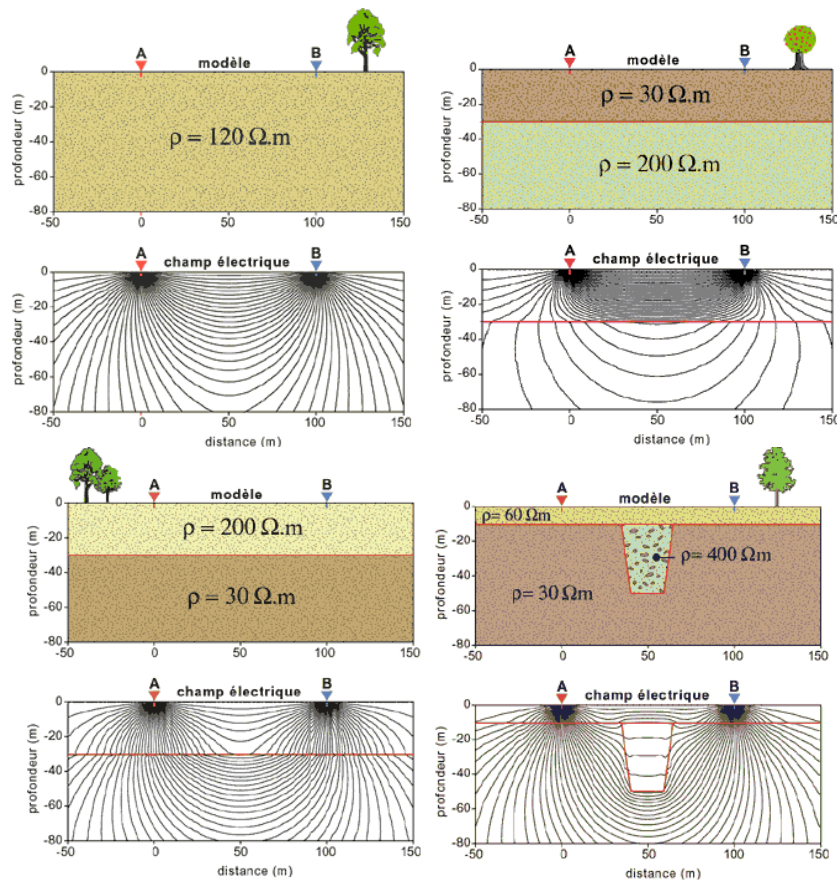 A modèle B
profondeur (m)
0
-20
-40
-60
-80
ρ = 120 Ω.m
-50 0 50 100 150
A champ électrique B
profondeur (m)
0
-20
-40
-60
-80
-50 0 50 100 150
distance (m)
A modèle B
profondeur (m)
0
-20
-40
-60
-80
ρ = 30 Ω.m
ρ = 200 Ω.m
-50 0 50 100 150
A champ électrique B
profondeur (m)
0
-20
-40
-60
-80
-50 0 50 100 150
distance (m)
A modèle B
profondeur (m)
0
-20
-40
-60
-80
ρ = 200 Ω.m
ρ = 30 Ω.m
-50 0 50 100 150
A champ électrique B
profondeur (m)
0
-20
-40
-60
-80
-50 0 50 100 150
distance (m)
A modèle B
profondeur (m)
0
-20
-40
-60
-80
ρ = 60 Ωm
ρ= 400 Ωm
ρ= 30 Ωm
-50 0 50 100 150
A champ électrique B
profondeur (m)
0
-20
-40
-60
-80
-50 0 50 100 150
distance (m)